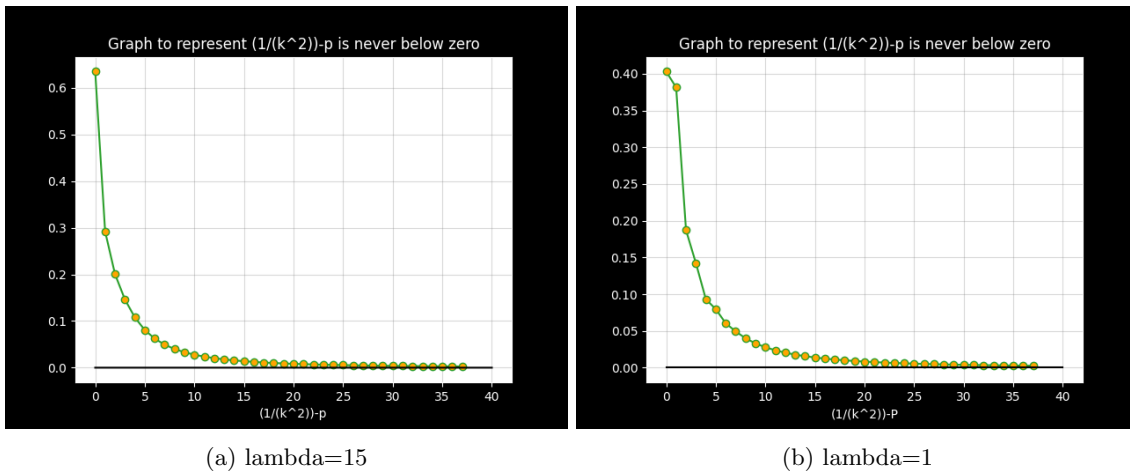 Graph to represent (1/(k^2))-p is never below zero
0.6
0.5
0.4
0.3
0.2
0.1
0.0
0 5 10 15 20 25 30 35 40
(1/(k^2))-p
(a) lambda=15
Graph to represent (1/(k^2))-p is never below zero
0.40
0.35
0.30
0.25
0.20
0.15
0.10
0.05
0.00
0 5 10 15 20 25 30 35 40
(1/(k^2))-P
(b) lambda=1